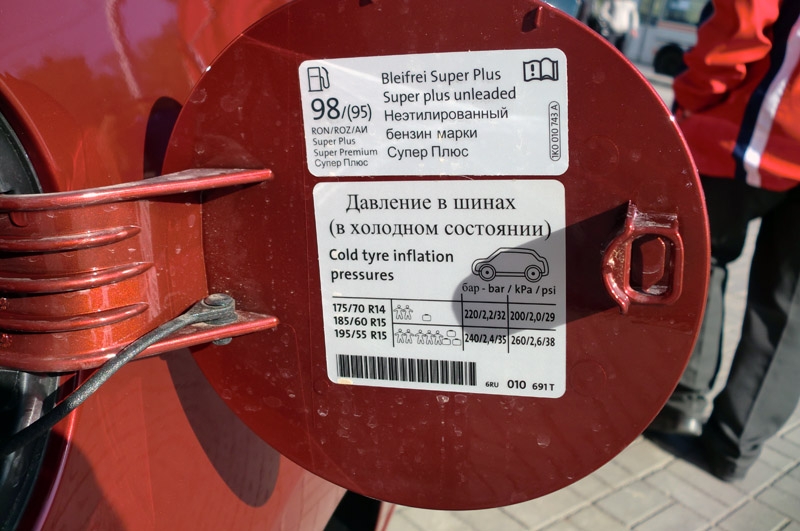 98/(95)
RON/ROZ/АИ
Super Plus
Super Premium
Супер Плюс
Bleifrei Super Plus
Super plus unleaded
Неэтилированный
бензин марки
Супер Плюс
1K0 010 743 A
Давление в шинах
(в холодном состоянии)
Cold tyre inflation
pressures
бар - bar / kPa / psi
175/70 R14
185/60 R15
195/55 R15
220/2,2/32 200/2,0/29
240/2,4/35 260/2,6/38
6RU 010 691 T